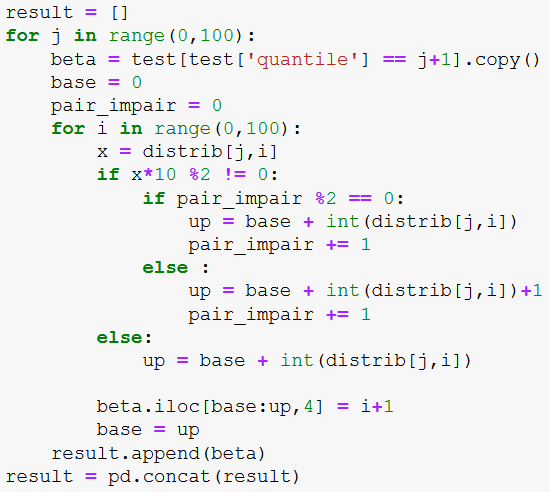 result = []
for j in range(0,100):
    beta = test[test['quantile'] == j+1].copy()
    base = 0
    pair_impair = 0
    for i in range(0,100):
        x = distrib[j,i]
        if x*10 %2 != 0:
            if pair_impair %2 == 0:
                up = base + int(distrib[j,i])
                pair_impair += 1
            else :
                up = base + int(distrib[j,i])+1
                pair_impair += 1
        else:
            up = base + int(distrib[j,i])

        beta.iloc[base:up,4] = i+1
        base = up
    result.append(beta)
result = pd.concat(result)